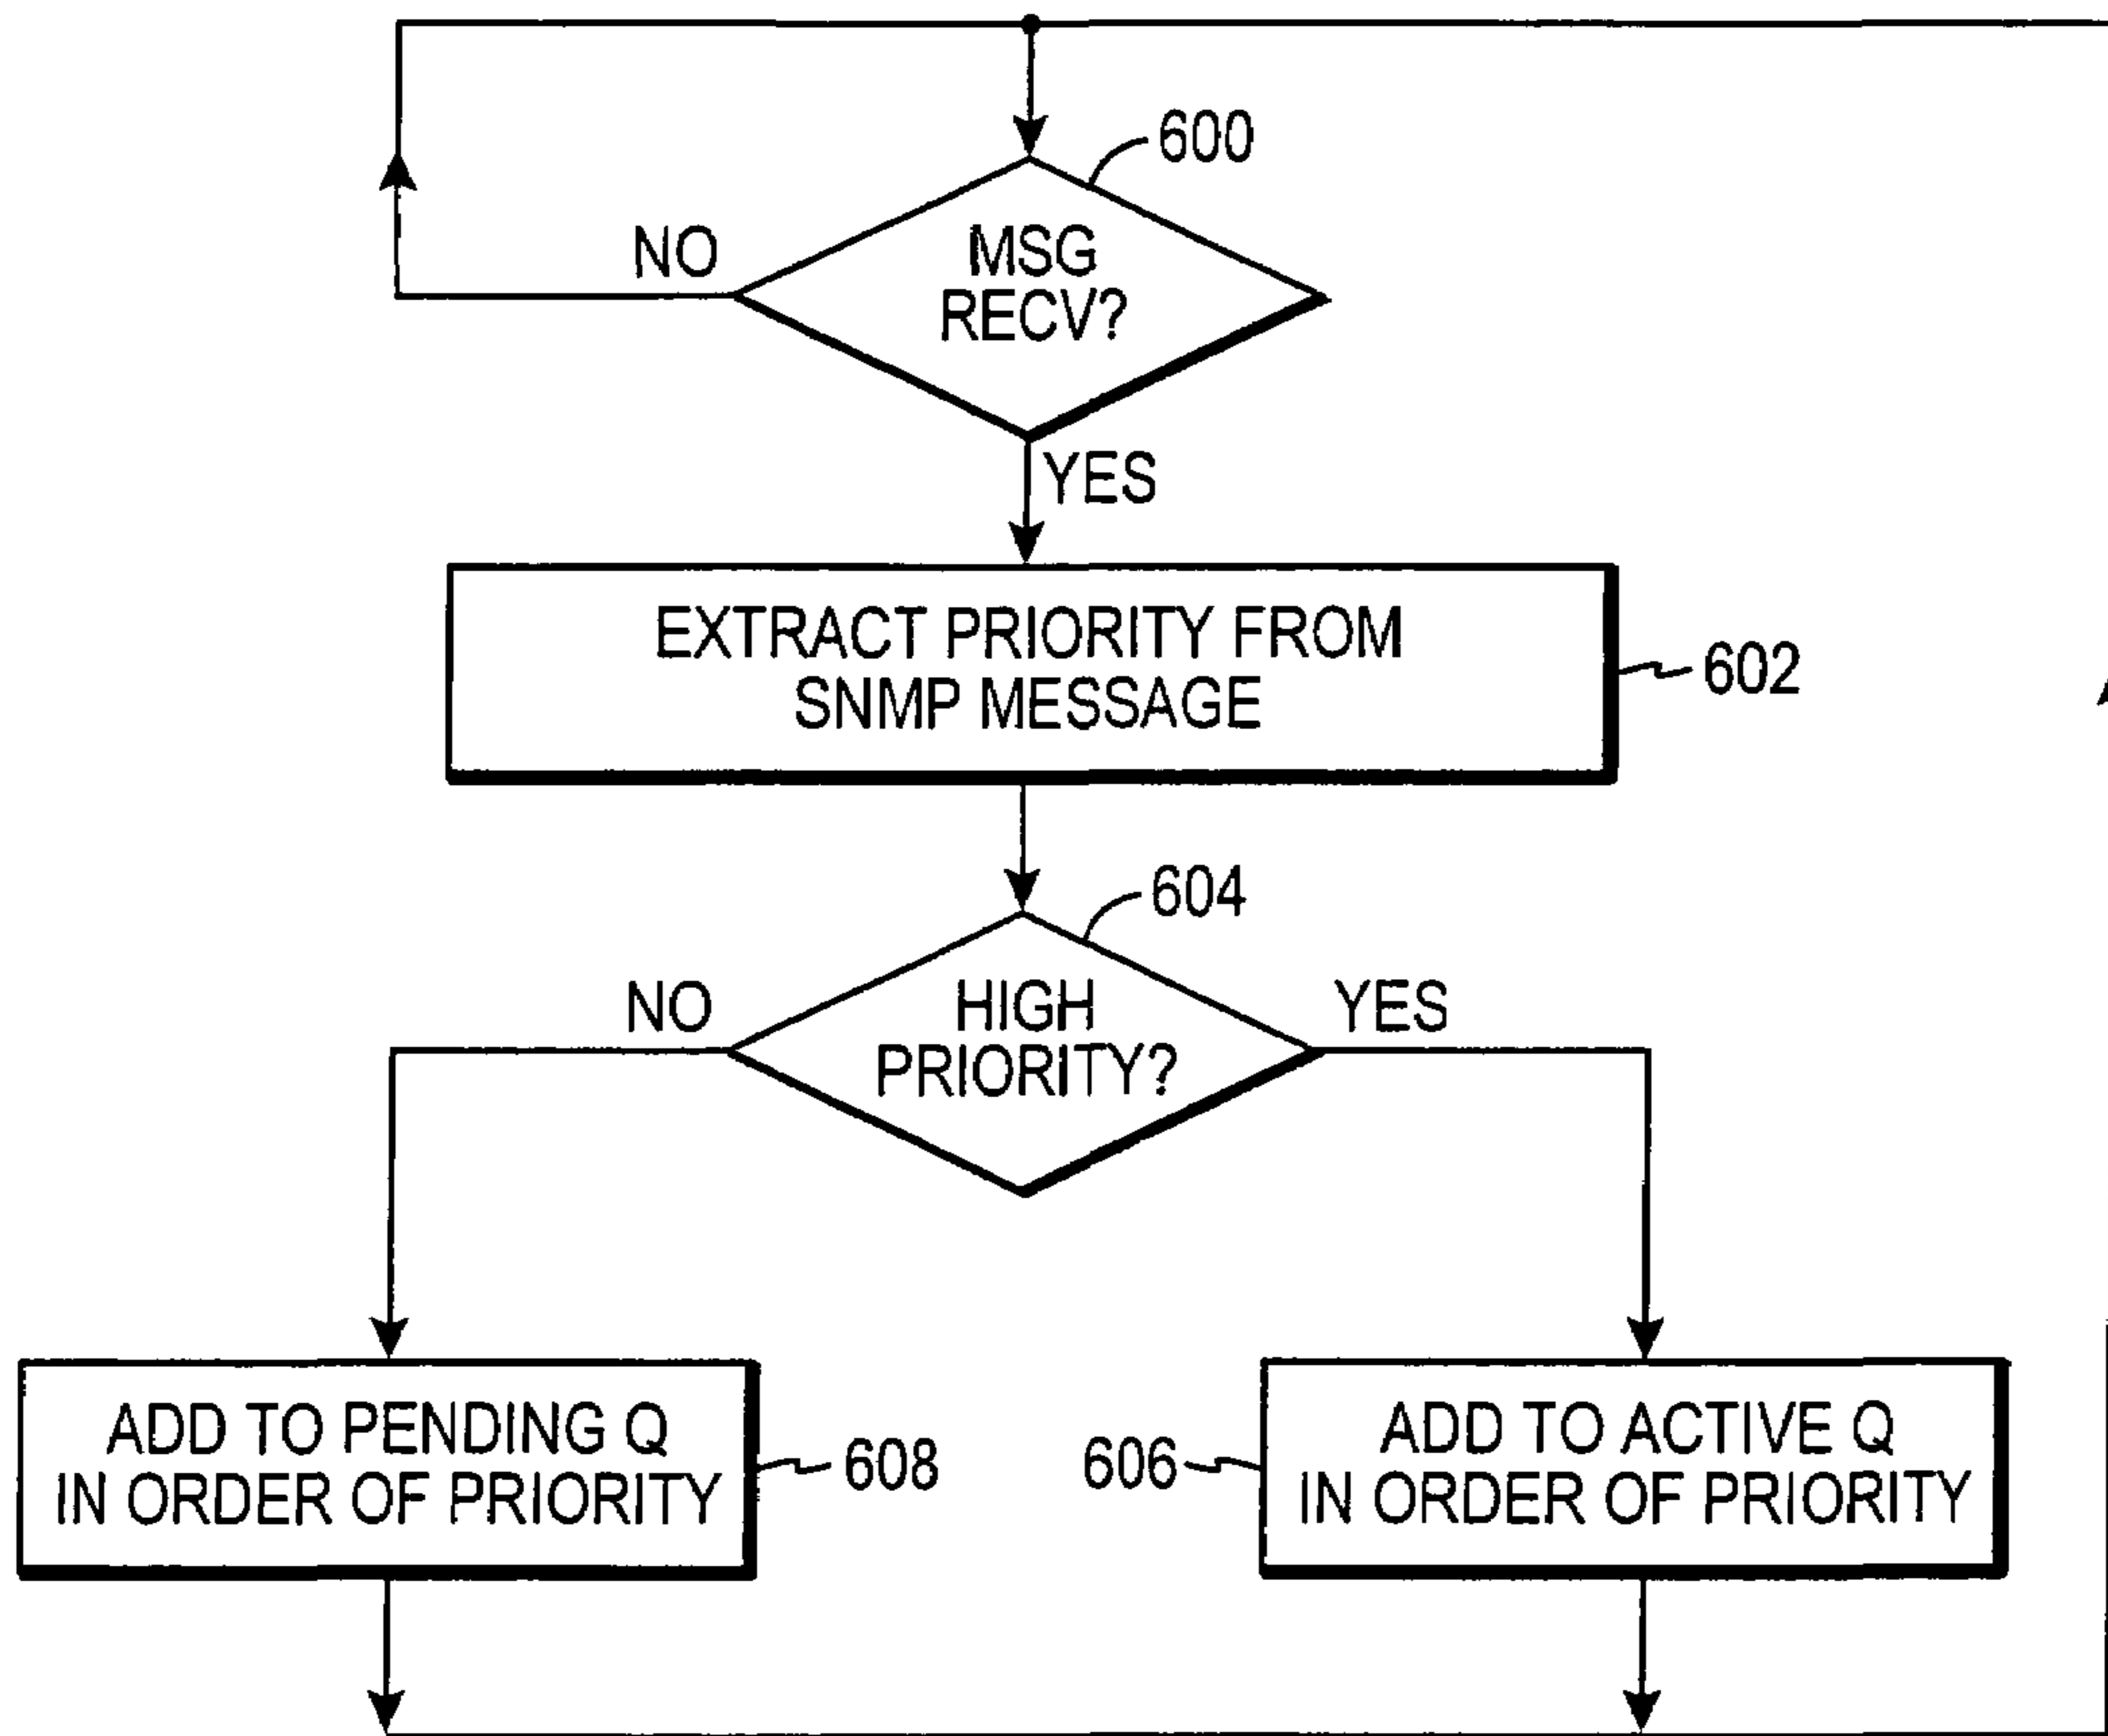 600
MSG
RECV?
NO
YES
EXTRACT PRIORITY FROM
SNMP MESSAGE
602
604
HIGH
PRIORITY?
NO
YES
ADD TO PENDING Q
IN ORDER OF PRIORITY
608
606
ADD TO ACTIVE Q
IN ORDER OF PRIORITY